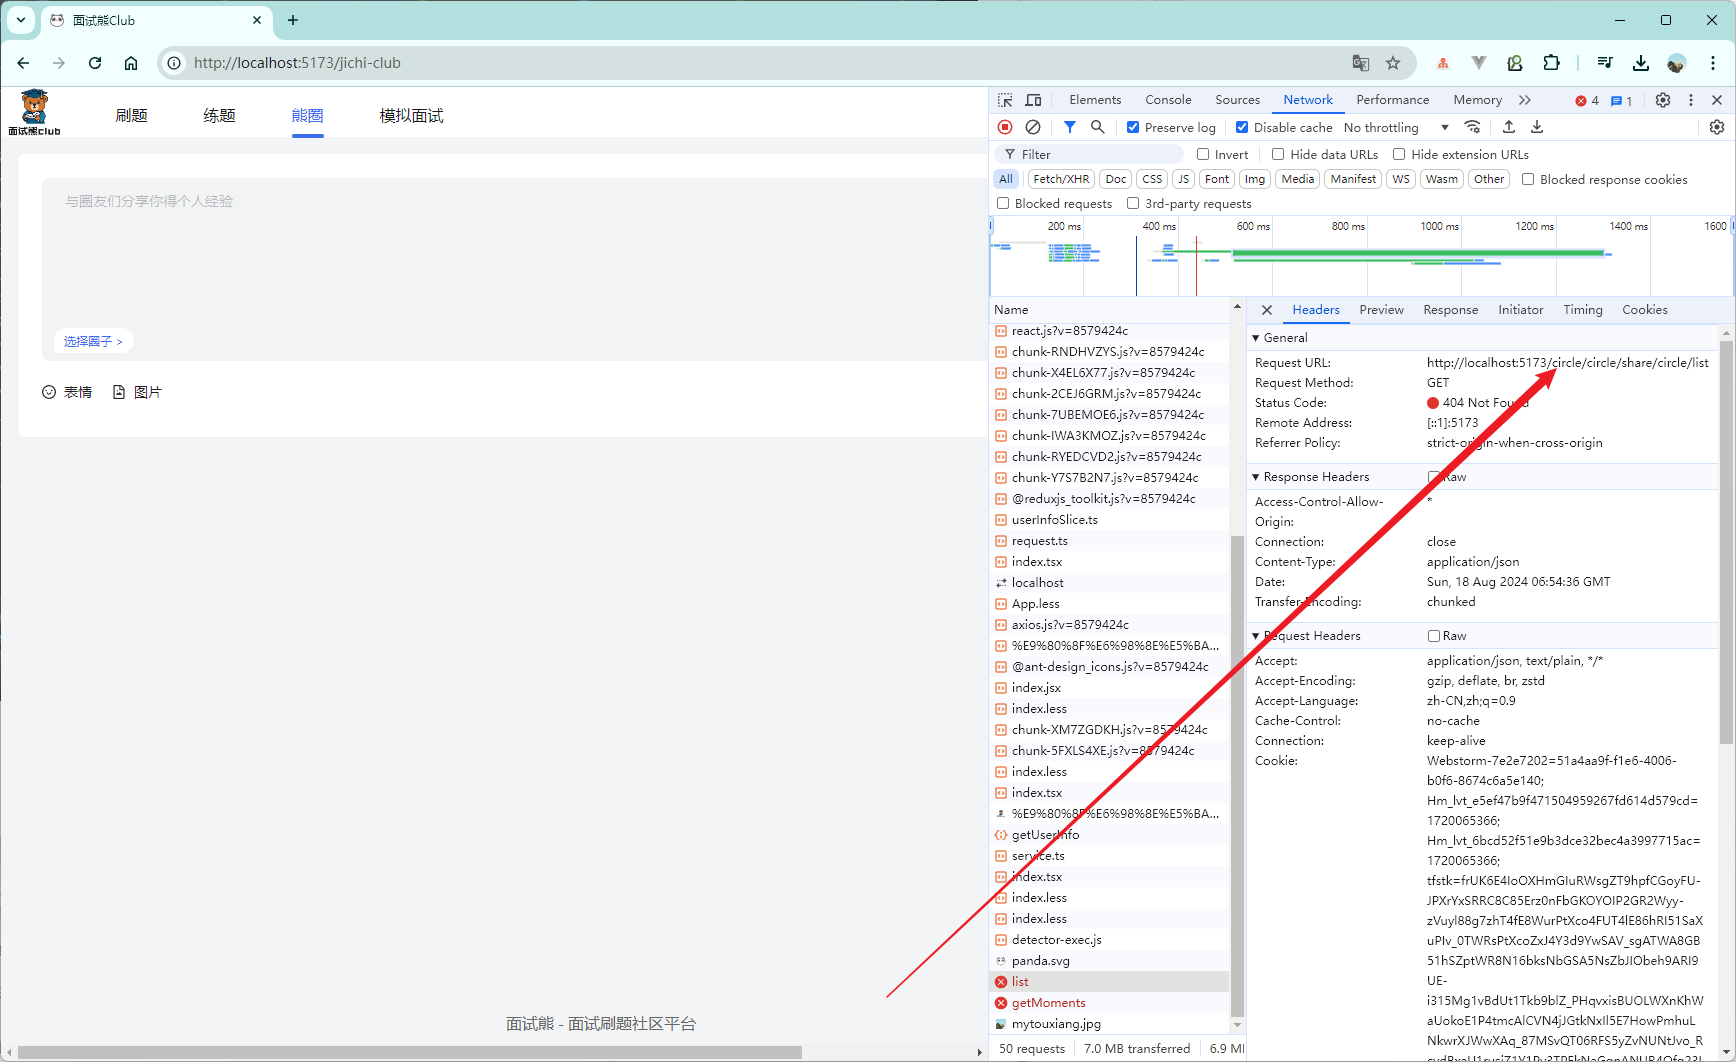 面试熊Club
http://localhost:5173/jichi-club
面试熊club
刷题 练题 熊圈 模拟面试
与圈友们分享你得个人经验
选择圈子 >
表情 图片
面试熊 - 面试刷题社区平台
Elements Console Sources Network Performance Memory 4 1
Preserve log Disable cache No throttling
Filter Invert Hide data URLs Hide extension URLs
All Fetch/XHR Doc CSS JS Font Img Media Manifest WS Wasm Other Blocked response cookies
Blocked requests 3rd-party requests
200 ms 400 ms 600 ms 800 ms 1000 ms 1200 ms 1400 ms 1600
Name
react.js?v=8579424c
chunk-RNDHVZYS.js?v=8579424c
chunk-X4EL6X77.js?v=8579424c
chunk-2CEJ6GRM.js?v=8579424c
chunk-7UBEMOE6.js?v=8579424c
chunk-IWA3KMOZ.js?v=8579424c
chunk-RYEDCVD2.js?v=8579424c
chunk-Y7S7B2N7.js?v=8579424c
@reduxjs_toolkit.js?v=8579424c
userInfoSlice.ts
request.ts
index.tsx
localhost
App.less
axios.js?v=8579424c
%E9%80%8F%E6%98%8E%E5%BA...
@ant-design_icons.js?v=8579424c
index.jsx
index.less
chunk-XM7ZGDKH.js?v=8579424c
chunk-5FXLS4XE.js?v=8579424c
index.less
index.tsx
%E9%80%8F%E6%98%8E%E5%BA...
getUserInfo
service.ts
index.tsx
index.less
index.less
detector-exec.js
panda.svg
list
getMoments
mytouxiang.jpg
50 requests 7.0 MB transferred 6.9 MI
Headers Preview Response Initiator Timing Cookies
General
Request URL: http://localhost:5173/circle/circle/share/circle/list
Request Method: GET
Status Code: 404 Not Found
Remote Address: [::1]:5173
Referrer Policy: strict-origin-when-cross-origin
Response Headers Raw
Access-Control-Allow- *
Origin:
Connection: close
Content-Type: application/json
Date: Sun, 18 Aug 2024 06:54:36 GMT
Transfer-Encoding: chunked
Request Headers Raw
Accept: application/json, text/plain, */*
Accept-Encoding: gzip, deflate, br, zstd
Accept-Language: zh-CN,zh;q=0.9
Cache-Control: no-cache
Connection: keep-alive
Cookie: Webstorm-7e2e7202=51a4aa9f-f1e6-4006-
b0f6-8674c6a5e140;
Hm_lvt_e5ef47b9f471504959267fd614d579cd=
1720065366;
Hm_lvt_6bcd52f51e9b3dce32bec4a3997715ac=
1720065366;
tfstk=frUK6E4IoOXHmGIuRWsgZT9hpfCGoyFU-
JPXrYxSRRC8C85Erz0nFbGKOYOIP2GR2Wyy-
zVuyl88g7zhT4fE8WurPtXco4FUT4lE86hRI51SaX
uPIv_0TWRsPtXcoZxJ4Y3d9YwSAV_sgATWA8GB
51hSZptWR8N16bksNbGSA5NsZbJIObeh9ARI9
UE-
i315Mg1vBdUt1Tkb9blZ_PHqvxisBUOLWXnKhW
aUokoE1P4tmcAlCVN4jJGtkNxIl5E7HowPmhuL
NkwrXJWwXAq_87MSvQT06RFS5yZvNUNtJvo_R